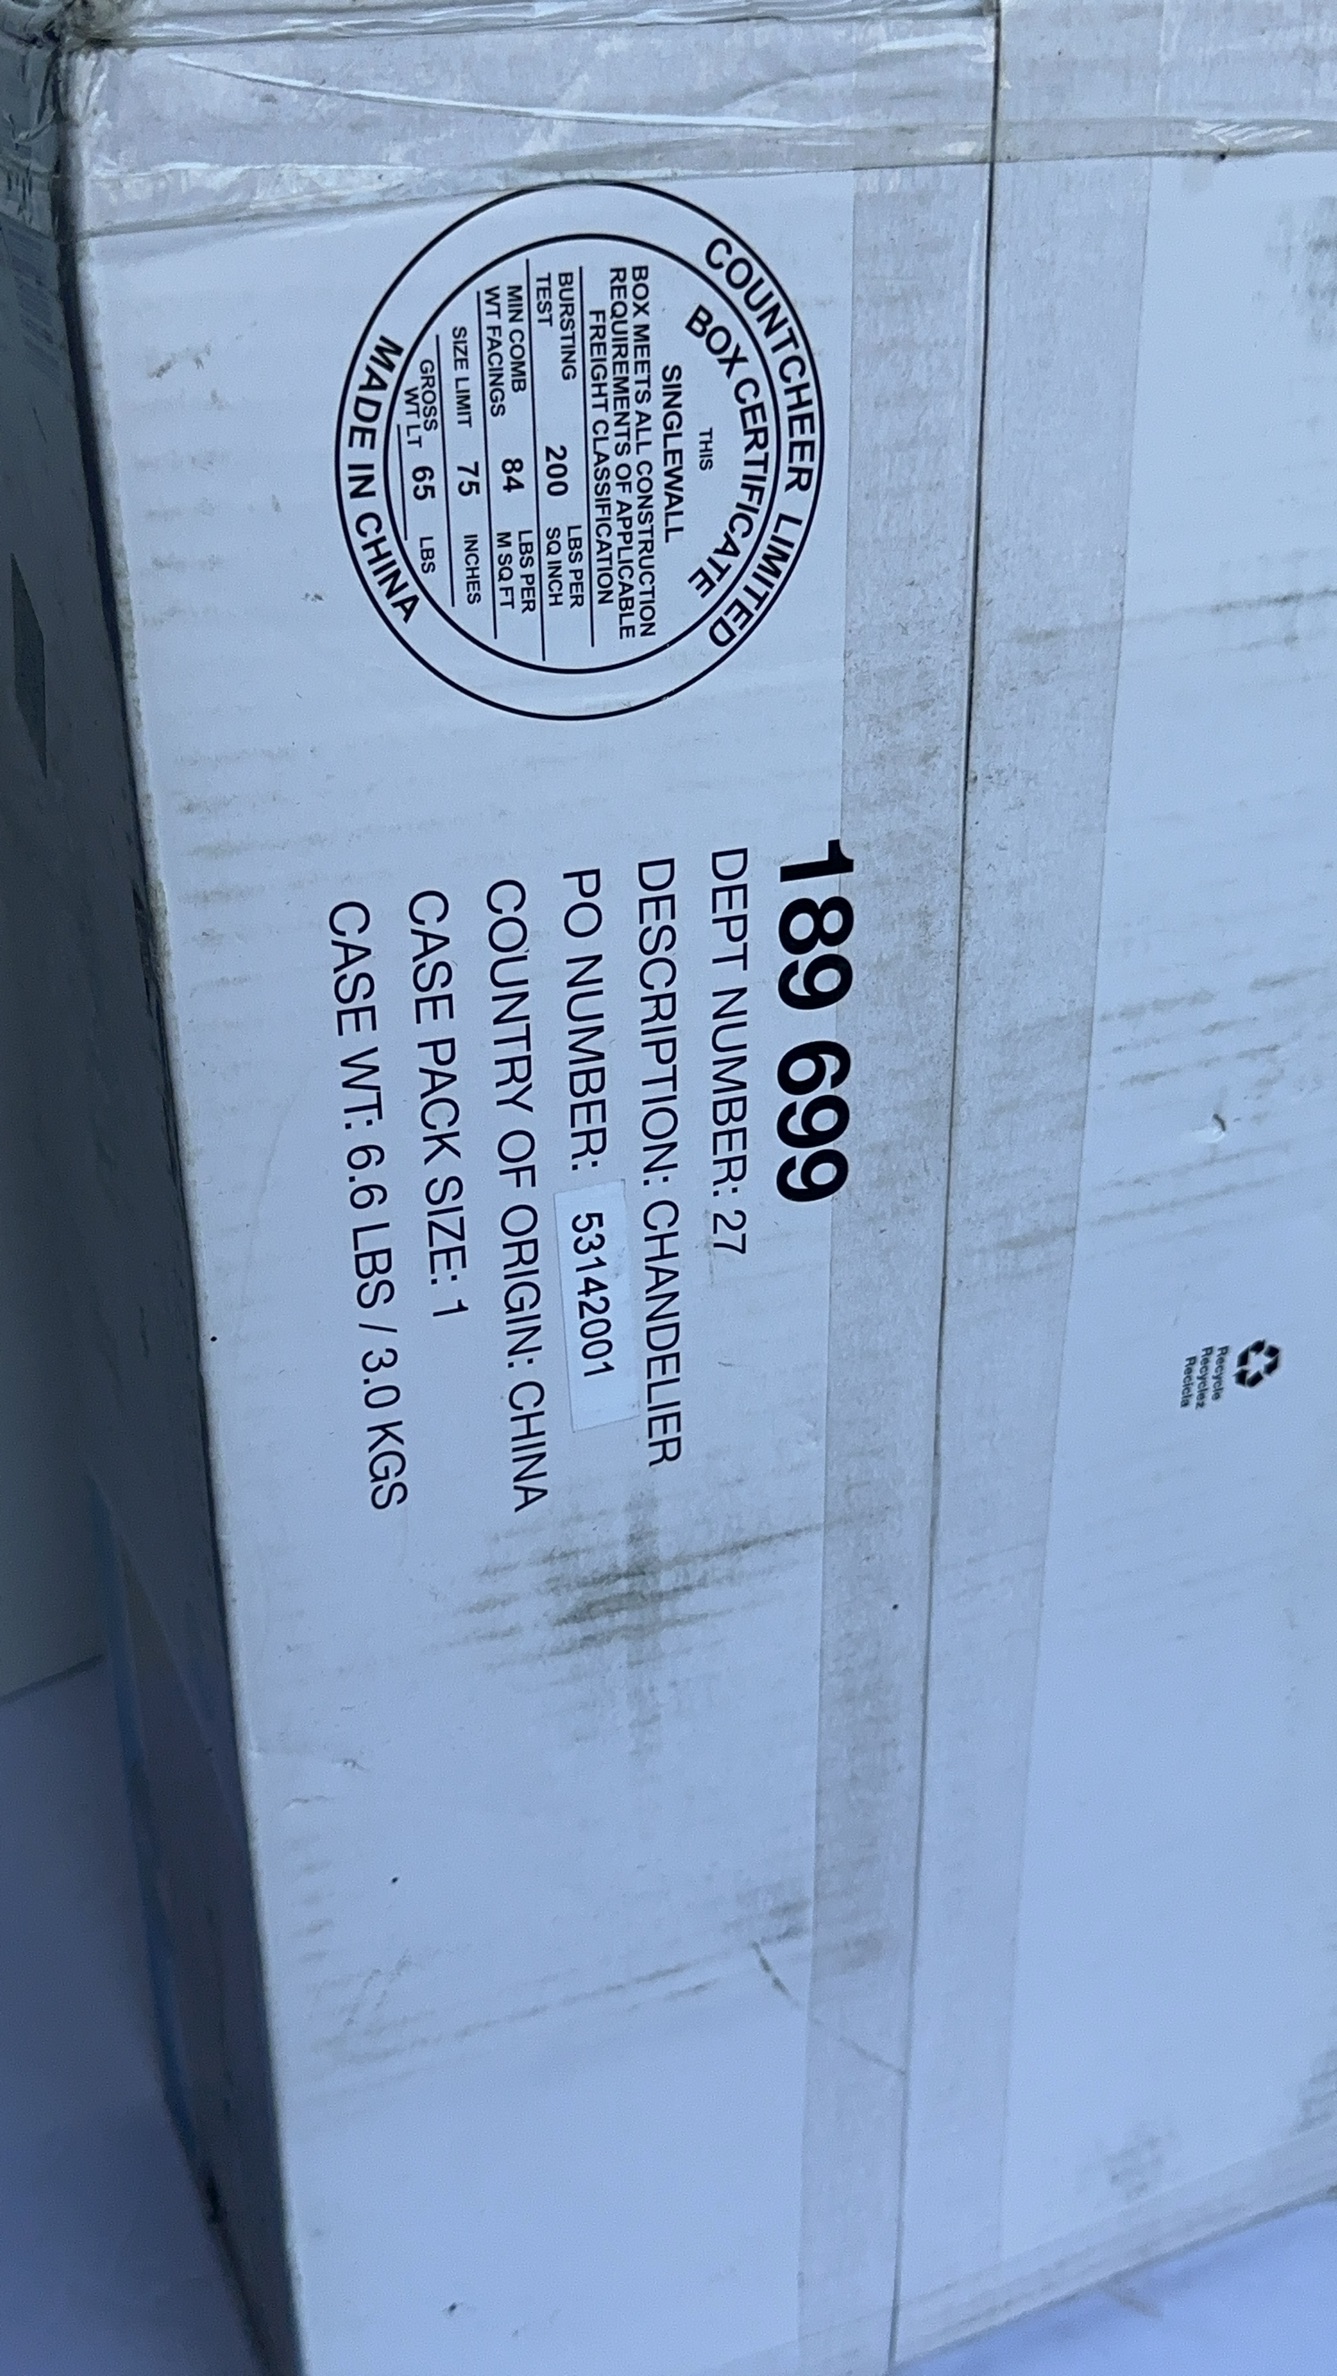 COUNTCHEER LIMITED
BOX CERTIFICATE
THIS
SINGLEWALL
BOX MEETS ALL CONSTRUCTION
REQUIREMENTS OF APPLICABLE
FREIGHT CLASSIFICATION
BURSTING TEST 200 LBS PER SQ INCH
MIN COMB WT FACINGS 84 LBS PER M SQ FT
SIZE LIMIT 75 INCHES
GROSS WT LT 65 LBS
MADE IN CHINA
189 699
DEPT NUMBER: 27
DESCRIPTION: CHANDELIER
PO NUMBER: 53142001
COUNTRY OF ORIGIN: CHINA
CASE PACK SIZE: 1
CASE WT: 6.6 LBS / 3.0 KGS
Recycle
Recyclez
Recicla